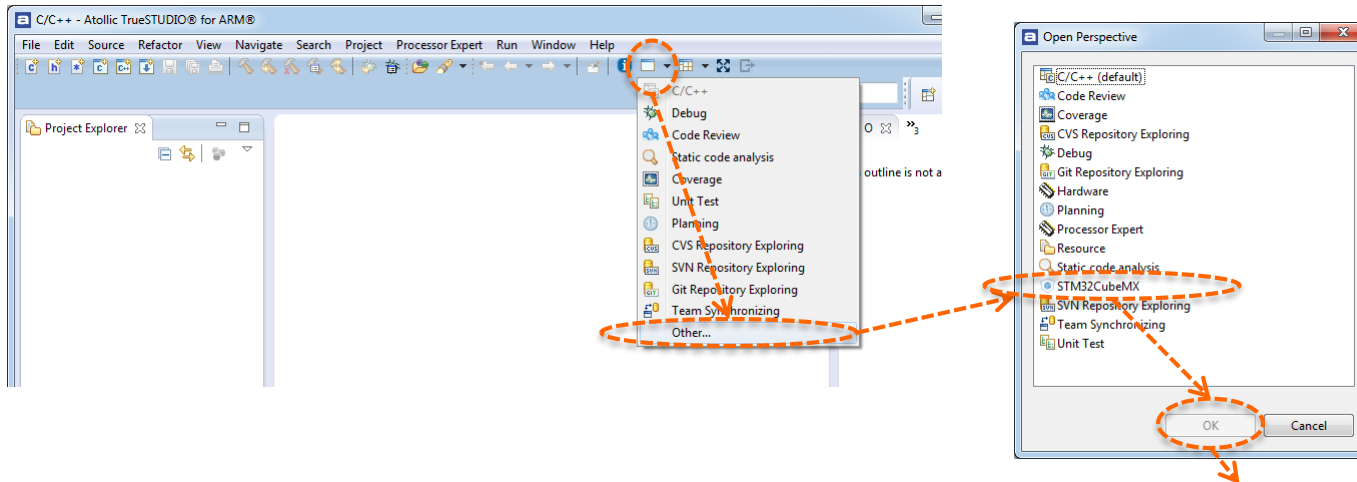 C/C++ - Atollic TrueSTUDIO® for ARM®
File Edit Source Refactor View Navigate Search Project Processor Expert Run Window Help
Project Explorer
C/C++
Debug
Code Review
Static code analysis
Coverage
Unit Test
Planning
CVS Repository Exploring
SVN Repository Exploring
Git Repository Exploring
Team Synchronizing
Other...
O »3
outline is not a
Open Perspective
C/C++ (default)
Code Review
Coverage
CVS Repository Exploring
Debug
Git Repository Exploring
Hardware
Planning
Processor Expert
Resource
Static code analysis
STM32CubeMX
SVN Repository Exploring
Team Synchronizing
Unit Test
OK Cancel